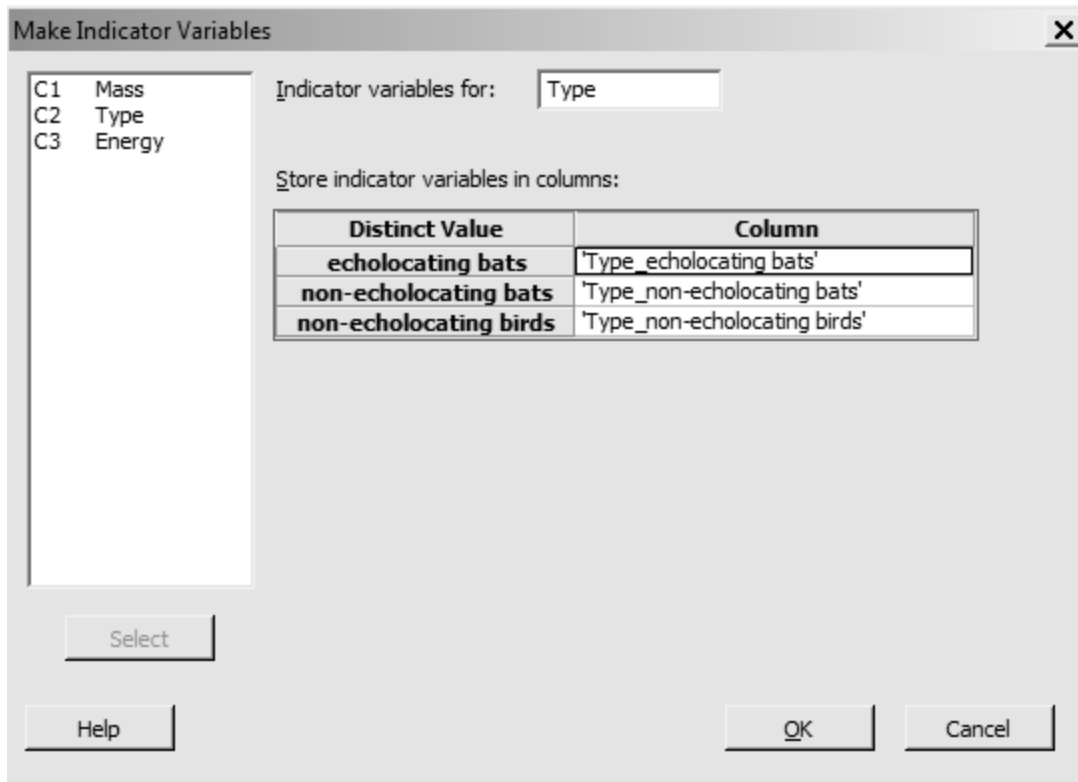 Make Indicator Variables
C1 Mass
C2 Type
C3 Energy
Indicator variables for: Type
Store indicator variables in columns:
Distinct Value Column
echolocating bats 'Type_echolocating bats'
non-echolocating bats 'Type_non-echolocating bats'
non-echolocating birds 'Type_non-echolocating birds'
Select
Help OK Cancel